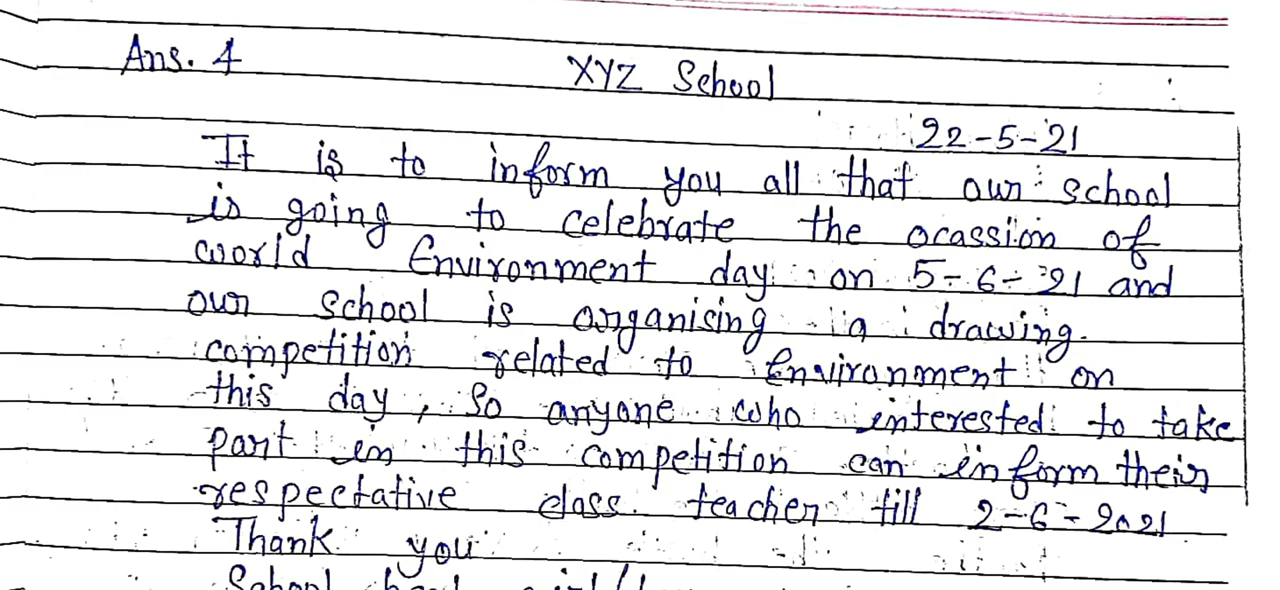 Ans. 4
XYZ School
22-5-21
It is to inform you all that our school
is going to celebrate the ocassion of
world Environment day on 5-6-21 and
our school is organising a drawing
competition related to Environment on
this day, So anyone who interested to take
part in this competition can inform their
respectative class teacher till 2-6-2021
Thank you
School